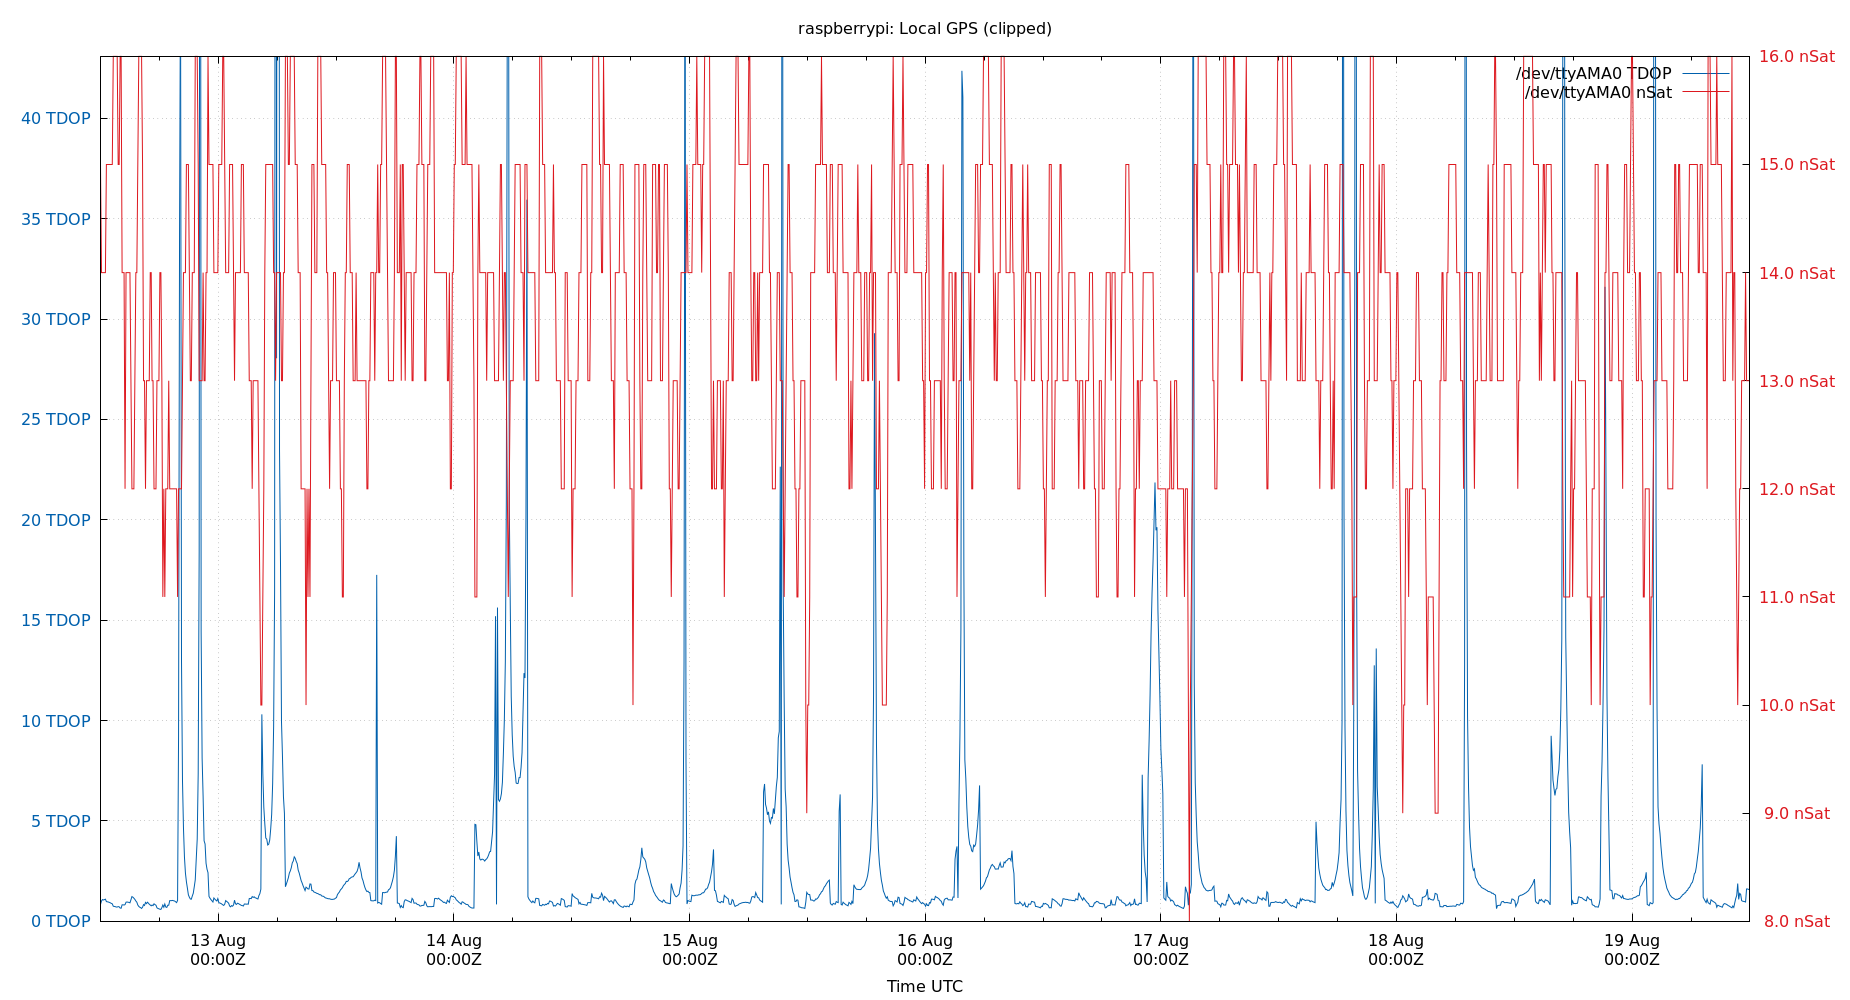 raspberrypi: Local GPS (clipped)
/dev/ttyAMA0 TDOP
/dev/ttyAMA0 nSat
40 TDOP
35 TDOP
30 TDOP
25 TDOP
20 TDOP
15 TDOP
10 TDOP
5 TDOP
0 TDOP
16.0 nSat
15.0 nSat
14.0 nSat
13.0 nSat
12.0 nSat
11.0 nSat
10.0 nSat
9.0 nSat
8.0 nSat
13 Aug
00:00Z
14 Aug
00:00Z
15 Aug
00:00Z
16 Aug
00:00Z
17 Aug
00:00Z
18 Aug
00:00Z
19 Aug
00:00Z
Time UTC